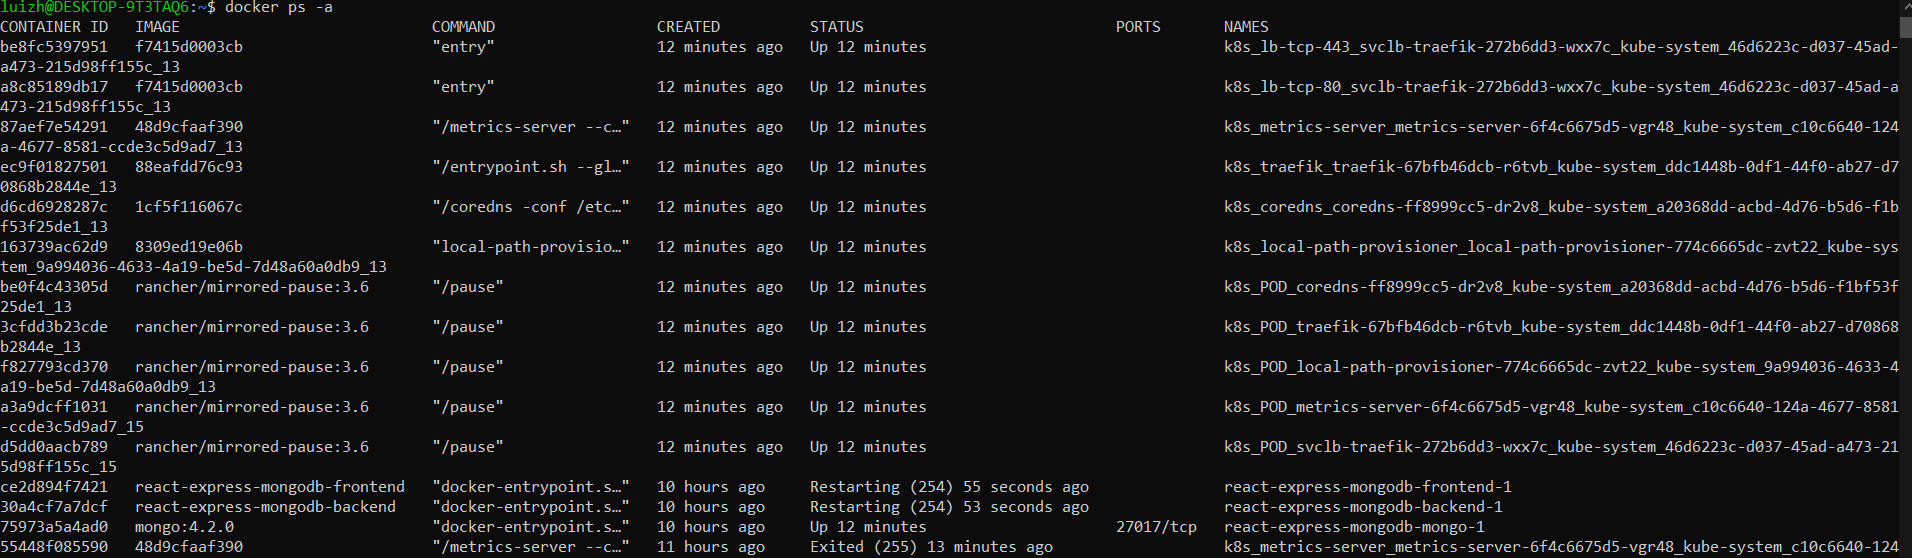 luizh@DESKTOP-9T3TAQ6:~$ docker ps -a
CONTAINER ID   IMAGE                            COMMAND                  CREATED          STATUS                          PORTS       NAMES
be8fc5397951   f7415d0003cb                     "entry"                  12 minutes ago   Up 12 minutes                               k8s_lb-tcp-443_svclb-traefik-272b6dd3-wxx7c_kube-system_46d6223c-d037-45ad-
a473-215d98ff155c_13
a8c85189db17   f7415d0003cb                     "entry"                  12 minutes ago   Up 12 minutes                               k8s_lb-tcp-80_svclb-traefik-272b6dd3-wxx7c_kube-system_46d6223c-d037-45ad-a
473-215d98ff155c_13
87aef7e54291   48d9cfaaf390                     "/metrics-server --c…"   12 minutes ago   Up 12 minutes                               k8s_metrics-server_metrics-server-6f4c6675d5-vgr48_kube-system_c10c6640-124
a-4677-8581-ccde3c5d9ad7_13
ec9f01827501   88eafdd76c93                     "/entrypoint.sh --gl…"   12 minutes ago   Up 12 minutes                               k8s_traefik_traefik-67bfb46dcb-r6tvb_kube-system_ddc1448b-0df1-44f0-ab27-d7
0868b2844e_13
d6cd6928287c   1cf5f116067c                     "/coredns -conf /etc…"   12 minutes ago   Up 12 minutes                               k8s_coredns_coredns-ff8999cc5-dr2v8_kube-system_a20368dd-acbd-4d76-b5d6-f1b
f53f25de1_13
163739ac62d9   8309ed19e06b                     "local-path-provisio…"   12 minutes ago   Up 12 minutes                               k8s_local-path-provisioner_local-path-provisioner-774c6665dc-zvt22_kube-sys
tem_9a994036-4633-4a19-be5d-7d48a60a0db9_13
be0f4c43305d   rancher/mirrored-pause:3.6       "/pause"                 12 minutes ago   Up 12 minutes                               k8s_POD_coredns-ff8999cc5-dr2v8_kube-system_a20368dd-acbd-4d76-b5d6-f1bf53f
25de1_13
3cfdd3b23cde   rancher/mirrored-pause:3.6       "/pause"                 12 minutes ago   Up 12 minutes                               k8s_POD_traefik-67bfb46dcb-r6tvb_kube-system_ddc1448b-0df1-44f0-ab27-d70868
b2844e_13
f827793cd370   rancher/mirrored-pause:3.6       "/pause"                 12 minutes ago   Up 12 minutes                               k8s_POD_local-path-provisioner-774c6665dc-zvt22_kube-system_9a994036-4633-4
a19-be5d-7d48a60a0db9_13
a3a9dcff1031   rancher/mirrored-pause:3.6       "/pause"                 12 minutes ago   Up 12 minutes                               k8s_POD_metrics-server-6f4c6675d5-vgr48_kube-system_c10c6640-124a-4677-8581
-ccde3c5d9ad7_15
d5dd0aacb789   rancher/mirrored-pause:3.6       "/pause"                 12 minutes ago   Up 12 minutes                               k8s_POD_svclb-traefik-272b6dd3-wxx7c_kube-system_46d6223c-d037-45ad-a473-21
5d98ff155c_15
ce2d894f7421   react-express-mongodb-frontend   "docker-entrypoint.s…"   10 hours ago     Restarting (254) 55 seconds ago             react-express-mongodb-frontend-1
30a4cf7a7dcf   react-express-mongodb-backend    "docker-entrypoint.s…"   10 hours ago     Restarting (254) 53 seconds ago             react-express-mongodb-backend-1
75973a5a4ad0   mongo:4.2.0                      "docker-entrypoint.s…"   10 hours ago     Up 12 minutes                   27017/tcp   react-express-mongodb-mongo-1
55448f085590   48d9cfaaf390                     "/metrics-server --c…"   11 hours ago     Exited (255) 13 minutes ago                 k8s_metrics-server_metrics-server-6f4c6675d5-vgr48_kube-system_c10c6640-124